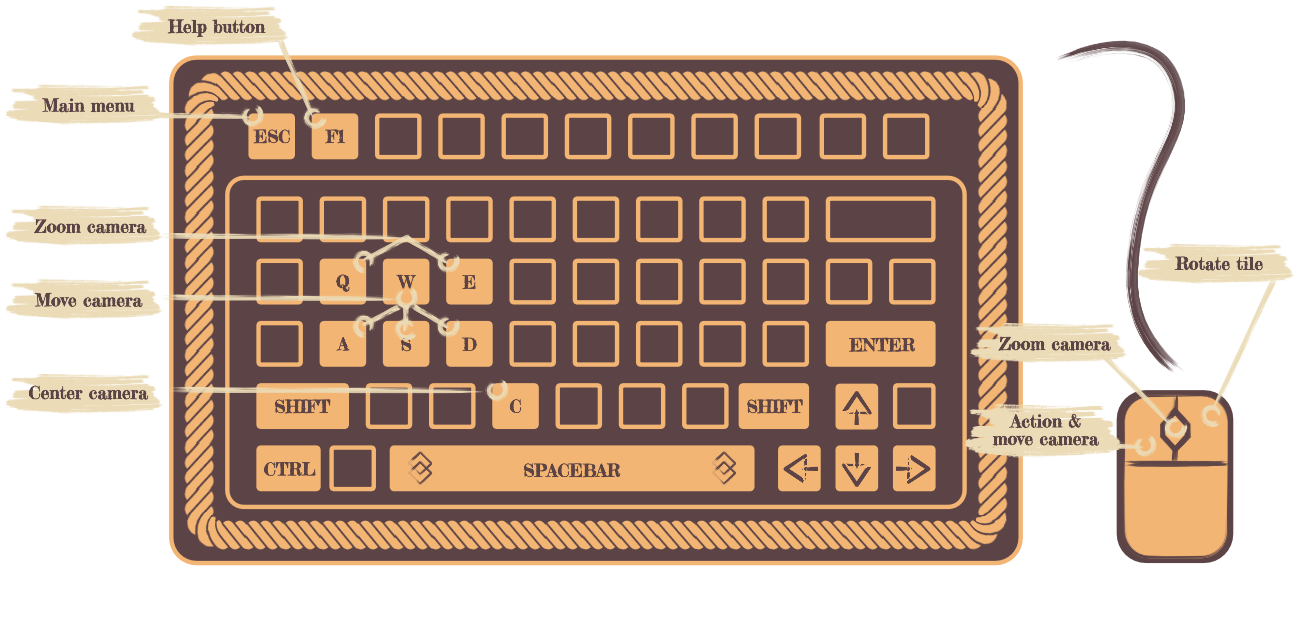 Help button
Main menu
ESC F1
Zoom camera
Rotate tile
Q W E
Move camera
A S D ENTER
Zoom camera
Center camera
SHIFT C SHIFT
Action &
move camera
CTRL SPACEBAR